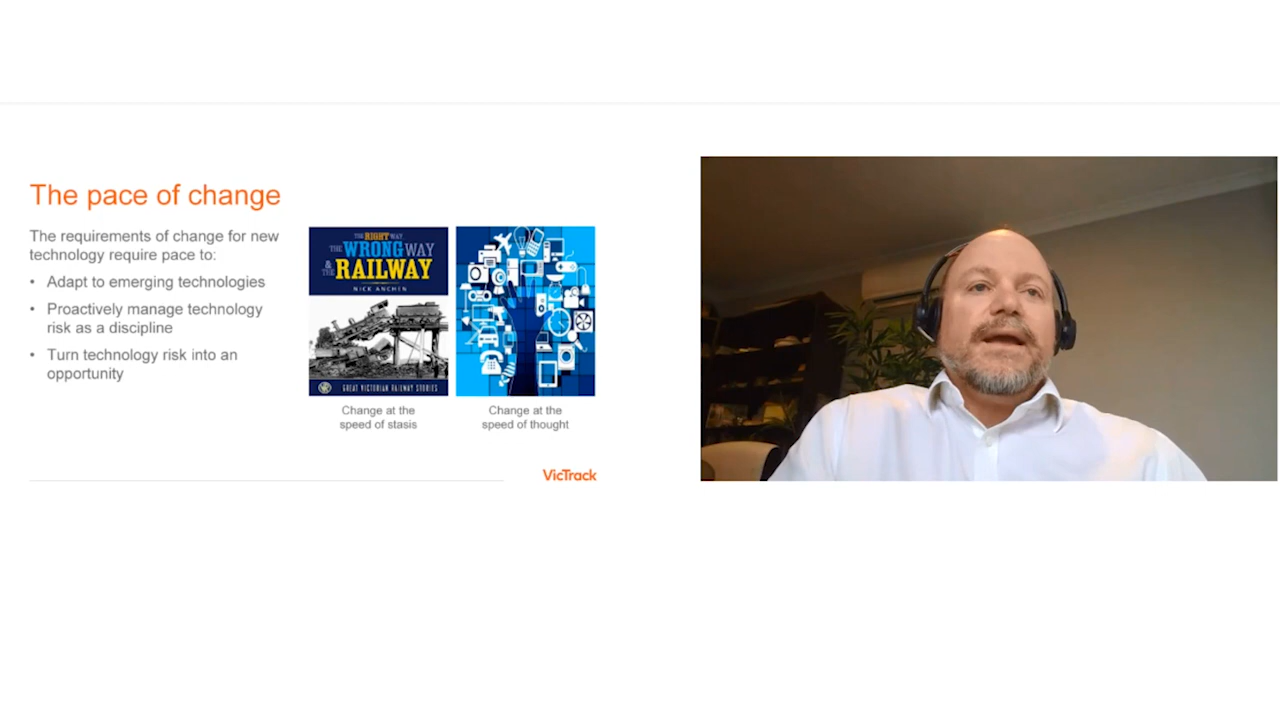 The pace of change
The requirements of change for new
technology require pace to:
• Adapt to emerging technologies
• Proactively manage technology
risk as a discipline
• Turn technology risk into an
opportunity
THE RIGHT WAY
THE WRONG WAY
& THE RAILWAY
NICK ANCHEN
GREAT VICTORIAN RAILWAY STORIES
Change at the
speed of stasis
Change at the
speed of thought
VicTrack